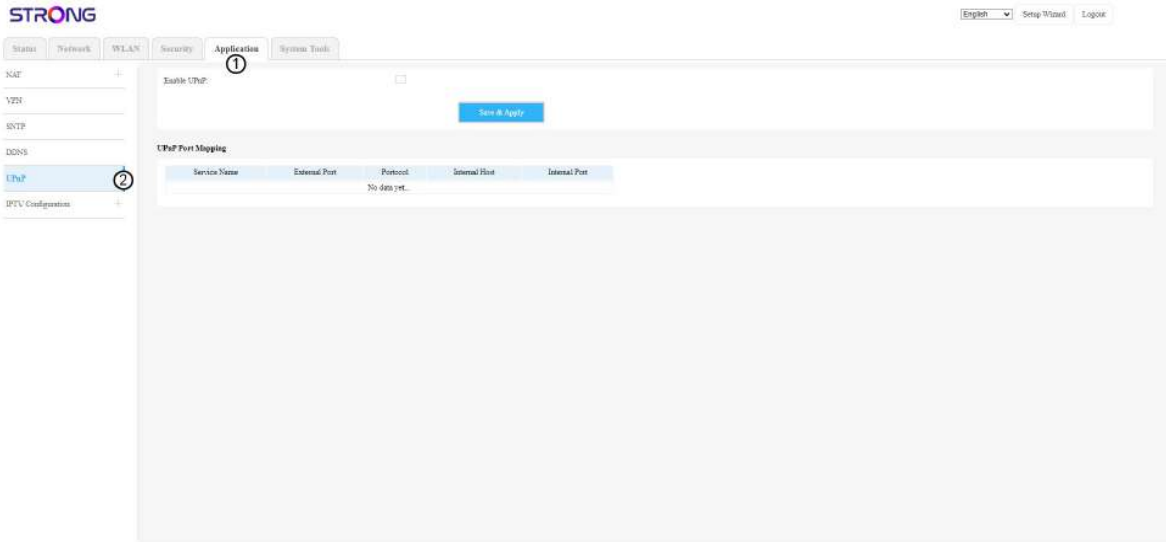 STRONG
English Setup Wizard Logout
Status Network WLAN Security Application System Tools
①
NAT +
VPN
SNTP
DDNS
UPnP ②
IPTV Configuration +
Enable UPnP:
Save & Apply
UPnP Port Mapping
Service Name External Port Portocol Internal Host Internal Port
No data yet...